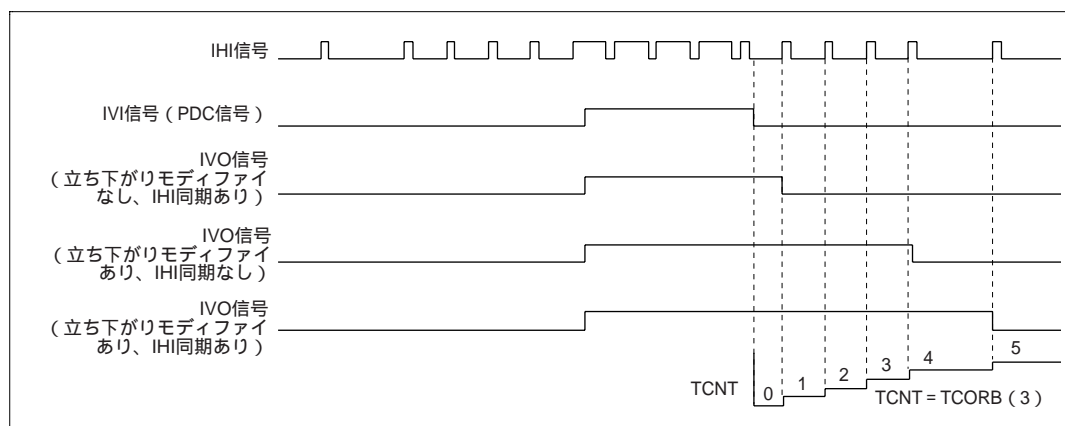 IHI信号
IVI信号（PDC信号）
IVO信号
（立ち下がりモディファイ
なし、IHI同期あり）
IVO信号
（立ち下がりモディファイ
あり、IHI同期なし）
IVO信号
（立ち下がりモディファイ
あり、IHI同期あり）
TCNT
0
1
2
3
4
5
TCNT = TCORB（3）